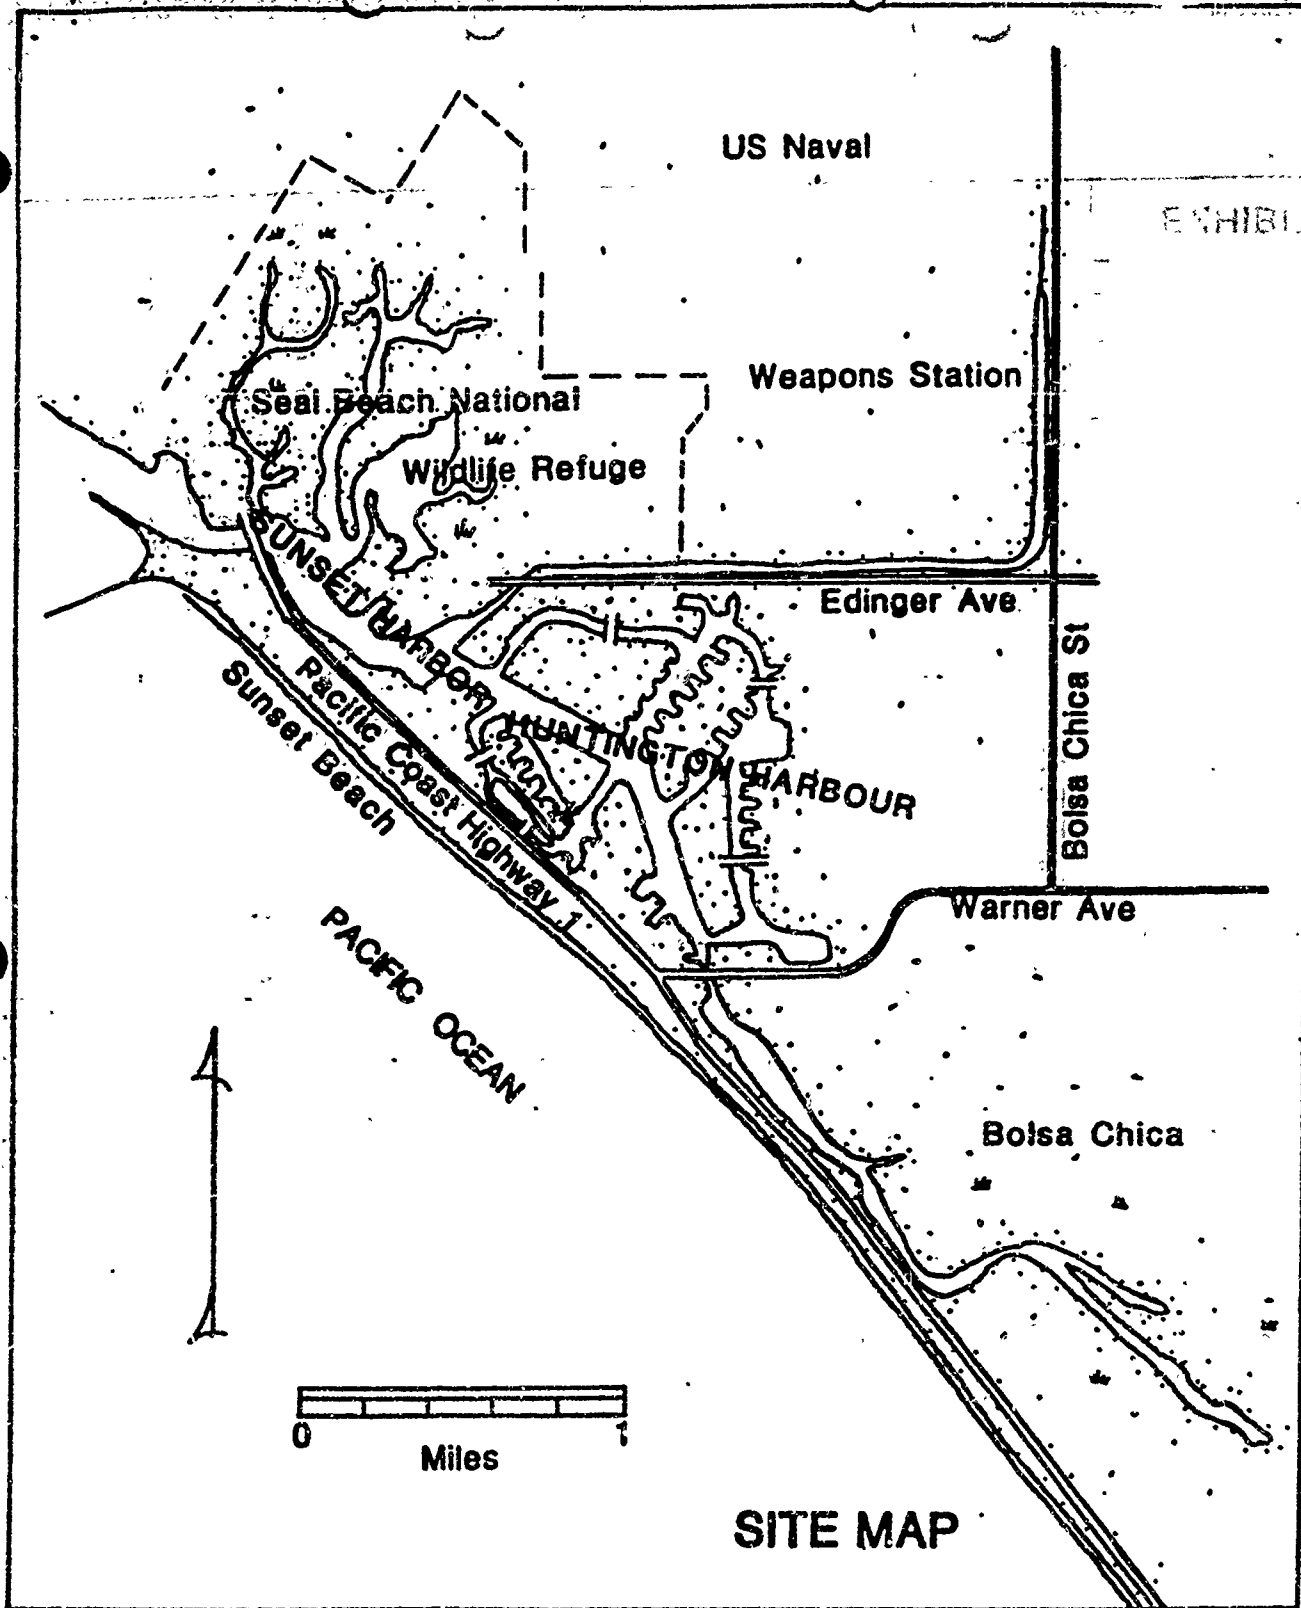 US Naval
Weapons Station
Seal Beach National
Wildlife Refuge
SUNSET HARBOR
HUNTINGTON HARBOUR
Edinger Ave
Bolsa Chica St
Pacific Coast Highway 1
Sunset Beach
Warner Ave
PACIFIC OCEAN
Bolsa Chica
0 1
Miles
SITE MAP